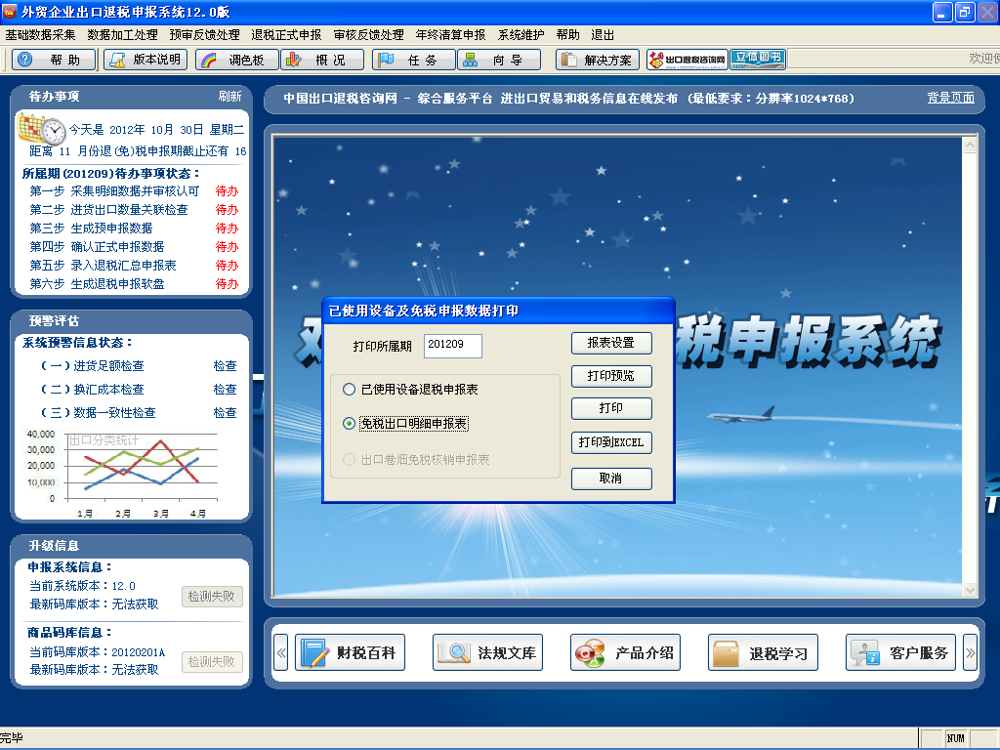 外贸企业出口退税申报系统12.0版
基础数据采集 数据加工处理 预审反馈处理 退税正式申报 审核反馈处理 年终清算申报 系统维护 帮助 退出
帮 助 版本说明 调色板 概 况 任 务 向 导 解决方案 出口退税咨询网 立信图书 欢迎使
待办事项 刷新
今天是 2012年 10月 30日 星期二
距离 11 月份退(免)税申报期截止还有 16
所属期(201209)待办事项状态：
第一步 采集明细数据并审核认可 待办
第二步 进货出口数量关联检查 待办
第三步 生成预申报数据 待办
第四步 确认正式申报数据 待办
第五步 录入退税汇总申报表 待办
第六步 生成退税申报软盘 待办
预警评估
系统预警信息状态：
(一)进货足额检查 检查
(二)换汇成本检查 检查
(三)数据一致性检查 检查
出口分类统计
40,000
30,000
20,000
10,000
0
1月 2月 3月 4月
升级信息
申报系统信息：
当前系统版本：12.0
最新码库版本：无法获取
检测失败
商品码库信息：
当前码库版本：20120201A
最新码库版本：无法获取
检测失败
中国出口退税咨询网 - 综合服务平台 进出口贸易和税务信息在线发布 (最低要求：分辨率1024*768)
背景页面
税申报系统
已使用设备及免税申报数据打印
打印所属期 201209
已使用设备退税申报表
免税出口明细申报表
出口卷烟免税核销申报表
报表设置
打印预览
打印
打印到EXCEL
取消
« 财税百科 法规文库 产品介绍 退税学习 客户服务 »
完毕
NUM